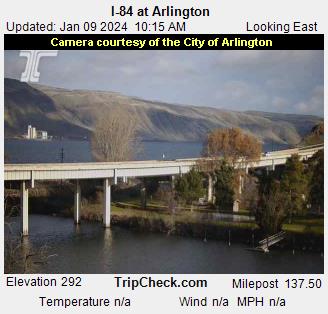 I-84 at Arlington
Updated: Jan 09 2024 10:15 AM Looking East
Camera courtesy of the City of Arlington
Elevation 292 TripCheck.com Milepost 137.50
Temperature n/a Wind n/a MPH n/a